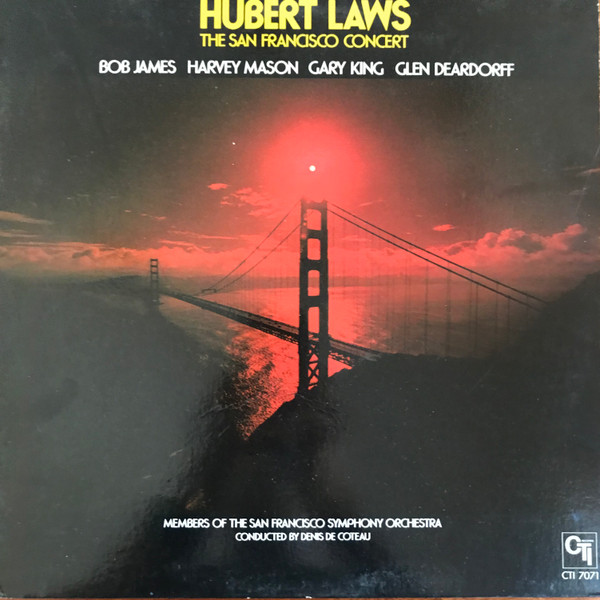 HUBERT LAWS
THE SAN FRANCISCO CONCERT
BOB JAMES HARVEY MASON GARY KING GLEN DEARDORFF
MEMBERS OF THE SAN FRANCISCO SYMPHONY ORCHESTRA
CONDUCTED BY DENIS DE COTEAU
CTI
CTI 7071